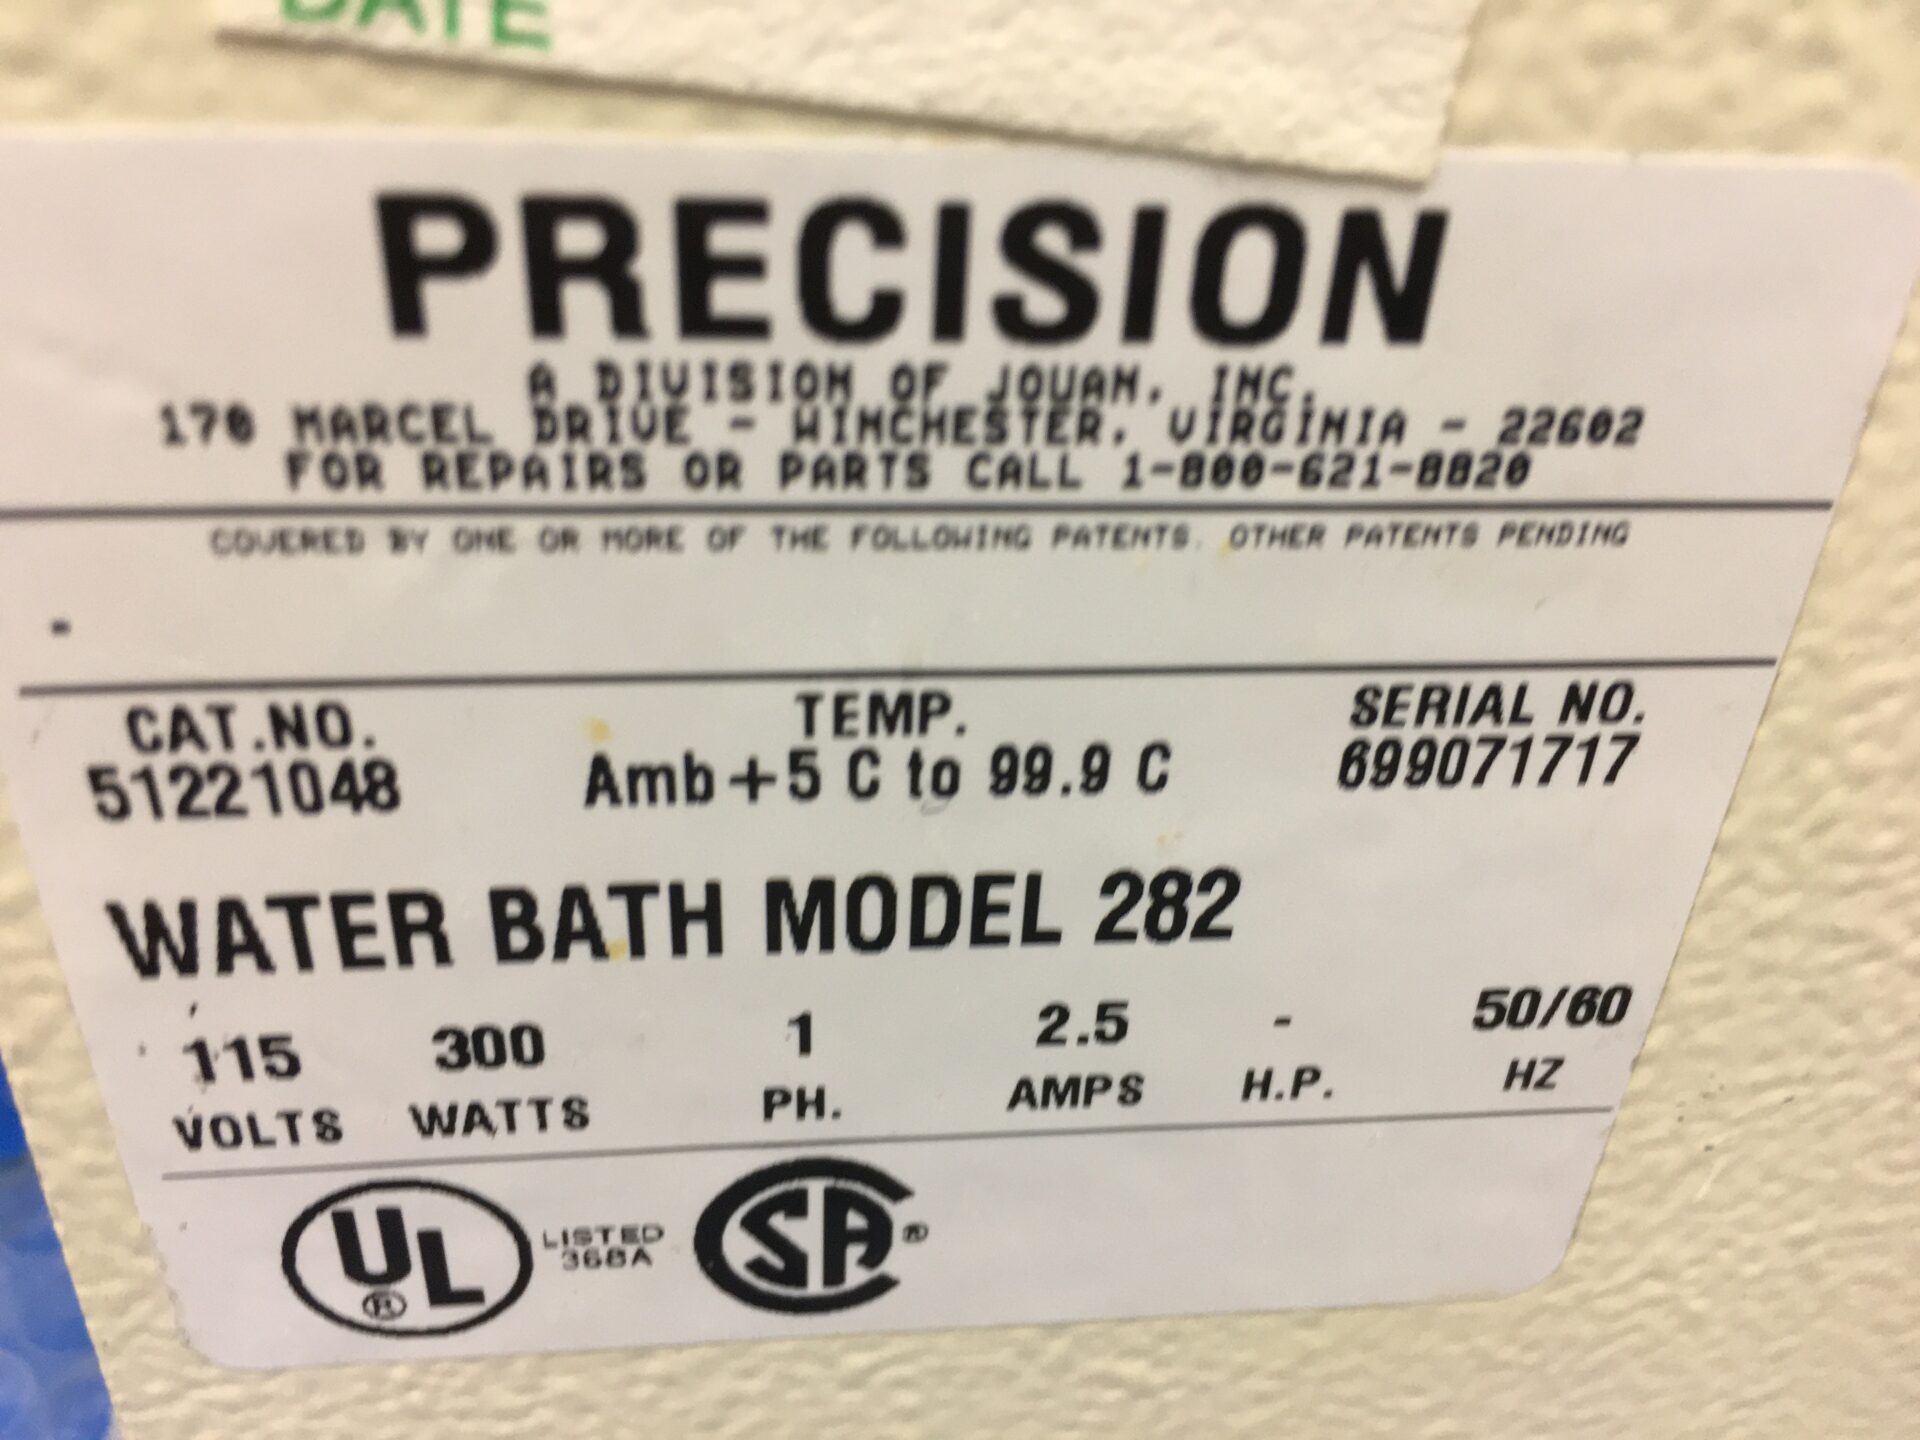 DATE
PRECISION
A DIVISION OF JOUAN, INC.
170 MARCEL DRIVE - WINCHESTER, VIRGINIA - 22602
FOR REPAIRS OR PARTS CALL 1-800-621-8820
COVERED BY ONE OR MORE OF THE FOLLOWING PATENTS. OTHER PATENTS PENDING
-
CAT.NO. TEMP. SERIAL NO.
51221048 Amb+5 C to 99.9 C 699071717
WATER BATH MODEL 282
115 300 1 2.5 - 50/60
VOLTS WATTS PH. AMPS H.P. HZ
UL ® LISTED CSA ®
368A